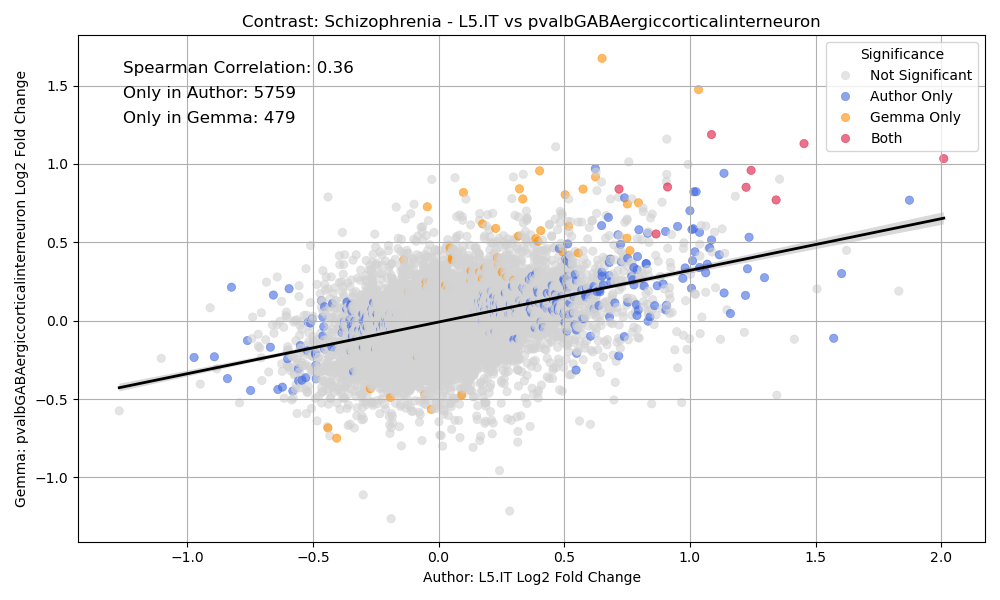 Contrast: Schizophrenia - L5.IT vs pvalbGABAergiccorticalinterneuron
Spearman Correlation: 0.36
Only in Author: 5759
Only in Gemma: 479
Significance
Not Significant
Author Only
Gemma Only
Both
Gemma: pvalbGABAergiccorticalinterneuron Log2 Fold Change
1.5
1.0
0.5
0.0
−0.5
−1.0
−1.0 −0.5 0.0 0.5 1.0 1.5 2.0
Author: L5.IT Log2 Fold Change